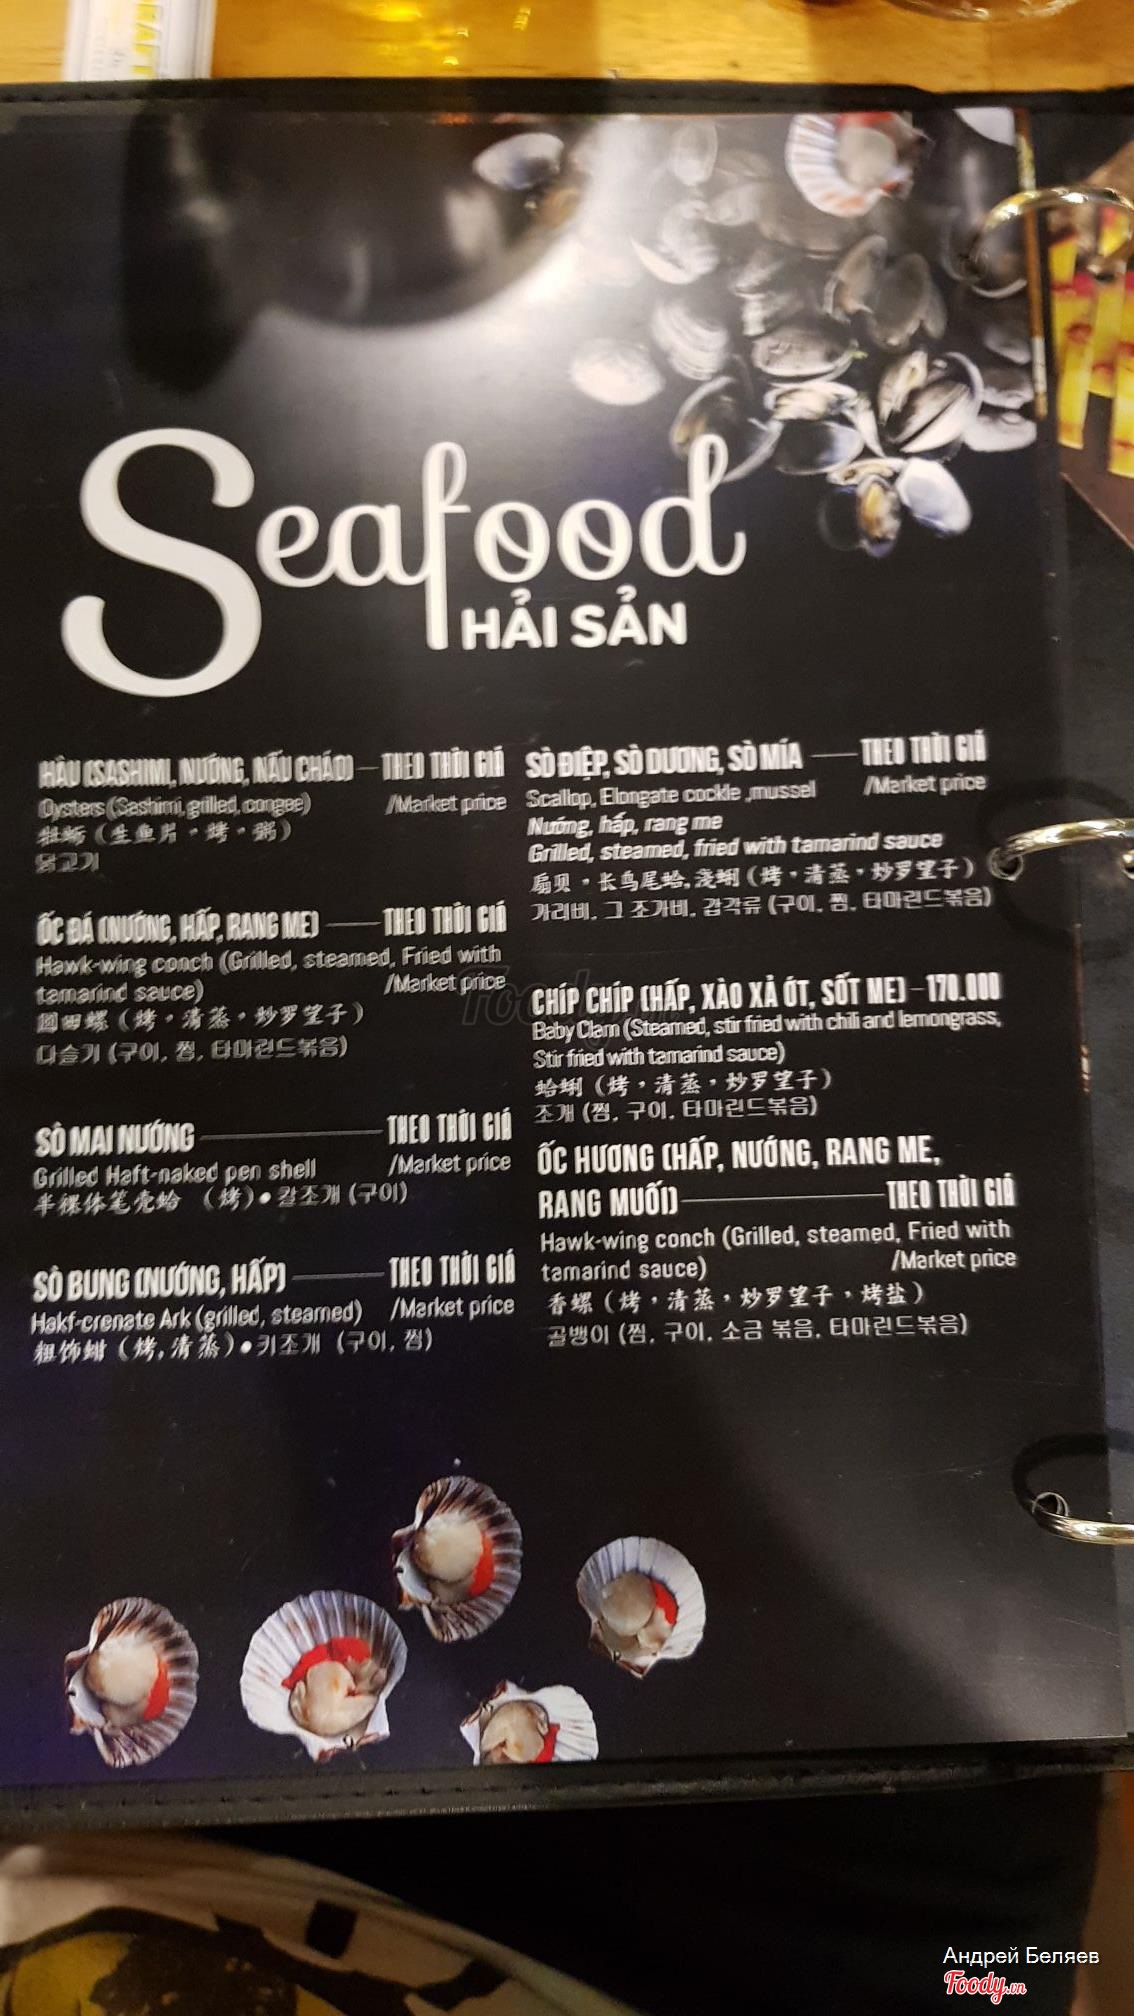 Seafood
HẢI SẢN
HÀU (SASHIMI, NƯỚNG, NẤU CHÁO) THEO THỜI GIÁ
Oysters (Sashimi, grilled, congee) /Market price
牡蛎 (生鱼片，烤，粥)
닭고기
ỐC ĐÁ (NƯỚNG, HẤP, RANG ME) THEO THỜI GIÁ
Hawk-wing conch (Grilled, steamed, Fried with
tamarind sauce) /Market price
田螺 (烤，清蒸，炒罗望子)
다슬기 (구이, 찜, 타마린드볶음)
SÒ MAI NƯỚNG THEO THỜI GIÁ
Grilled Haft-naked pen shell /Market price
半裸体笔壳蛤 (烤) • 칼조개 (구이)
SÒ BUNG (NƯỚNG, HẤP) THEO THỜI GIÁ
Hakf-crenate Ark (grilled, steamed) /Market price
粗饰蚶 (烤,清蒸) • 키조개 (구이, 찜)
SÒ ĐIỆP, SÒ DƯƠNG, SÒ MÍA THEO THỜI GIÁ
Scallop, Elongate cockle ,mussel /Market price
Nướng, hấp, rang me
Grilled, steamed, fried with tamarind sauce
扇贝，长鸟尾蛤,浅蜊 (烤，清蒸，炒罗望子)
가리비, 그 조가비, 갑각류 (구이, 찜, 타마린드볶음)
CHÍP CHÍP (HẤP, XÀO XẢ ỚT, SỐT ME) 170.000
Baby Clam (Steamed, stir fried with chili and lemongrass,
Stir fried with tamarind sauce)
蛤蜊 (烤，清蒸，炒罗望子)
조개 (찜, 구이, 타마린드볶음)
ỐC HƯƠNG (HẤP, NƯỚNG, RANG ME,
RANG MUỐI) THEO THỜI GIÁ
Hawk-wing conch (Grilled, steamed, Fried with
tamarind sauce) /Market price
香螺 (烤，清蒸，炒罗望子，烤盐)
골뱅이 (찜, 구이, 소금 볶음, 타마린드볶음)
Андрей Беляев
Foody.vn